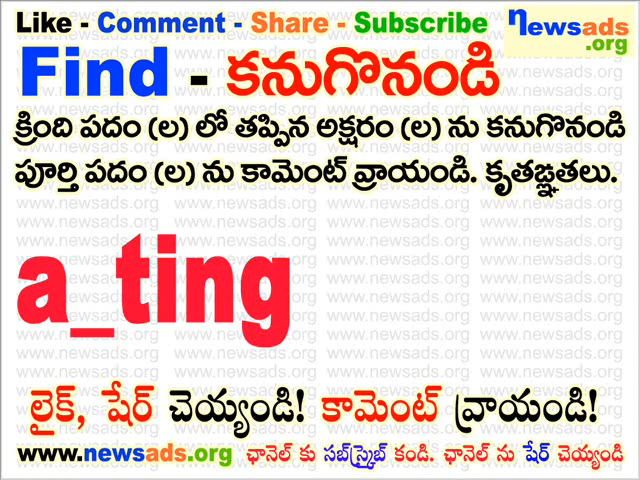 Like - Comment - Share - Subscribe
newsads
.org
Find - కనుగొనండి
క్రింది పదం (ల) లో తప్పిన అక్షరం (ల) ను కనుగొనండి
పూర్తి పదం (ల) ను కామెంట్ వ్రాయండి. కృతఙ్ఞతలు.
a_ting
లైక్, షేర్ చెయ్యండి! కామెంట్ వ్రాయండి!
www.newsads.org ఛానెల్ కు సబ్‌స్క్రైబ్ కండి. ఛానెల్ ను షేర్ చెయ్యండి